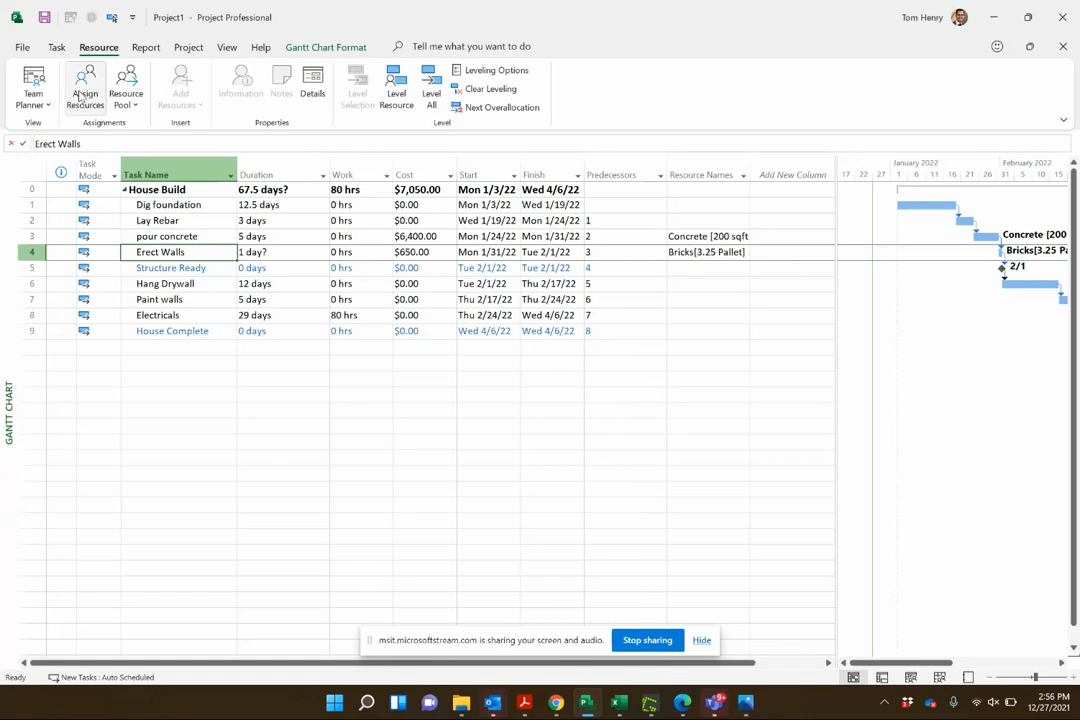 Project1 - Project Professional
Tom Henry
File Task Resource Report Project View Help Gantt Chart Format Tell me what you want to do
Team Planner
Assign Resources
Resource Pool
Add Resources
Information
Notes
Details
Level Selection
Level Resource
Level All
Leveling Options
Clear Leveling
Next Overallocation
View Assignments Insert Properties Level
Erect Walls
Task Mode Task Name Duration Work Cost Start Finish Predecessors Resource Names Add New Column
January 2022 February 2022
17 22 27 1 6 11 16 21 26 31 5 10 15
0 House Build 67.5 days? 80 hrs $7,050.00 Mon 1/3/22 Wed 4/6/22
1 Dig foundation 12.5 days 0 hrs $0.00 Mon 1/3/22 Wed 1/19/22
2 Lay Rebar 3 days 0 hrs $0.00 Wed 1/19/22 Mon 1/24/22 1
3 pour concrete 5 days 0 hrs $6,400.00 Mon 1/24/22 Mon 1/31/22 2 Concrete [200 sqft Concrete [200
4 Erect Walls 1 day? 0 hrs $650.00 Mon 1/31/22 Tue 2/1/22 3 Bricks[3.25 Pallet] Bricks[3.25 Pa
5 Structure Ready 0 days 0 hrs $0.00 Tue 2/1/22 Tue 2/1/22 4 2/1
6 Hang Drywall 12 days 0 hrs $0.00 Tue 2/1/22 Thu 2/17/22 5
7 Paint walls 5 days 0 hrs $0.00 Thu 2/17/22 Thu 2/24/22 6
8 Electricals 29 days 80 hrs $0.00 Thu 2/24/22 Wed 4/6/22 7
9 House Complete 0 days 0 hrs $0.00 Wed 4/6/22 Wed 4/6/22 8
GANTT CHART
msit.microsoftstream.com is sharing your screen and audio. Stop sharing Hide
Ready New Tasks : Auto Scheduled
2:56 PM
12/27/2021